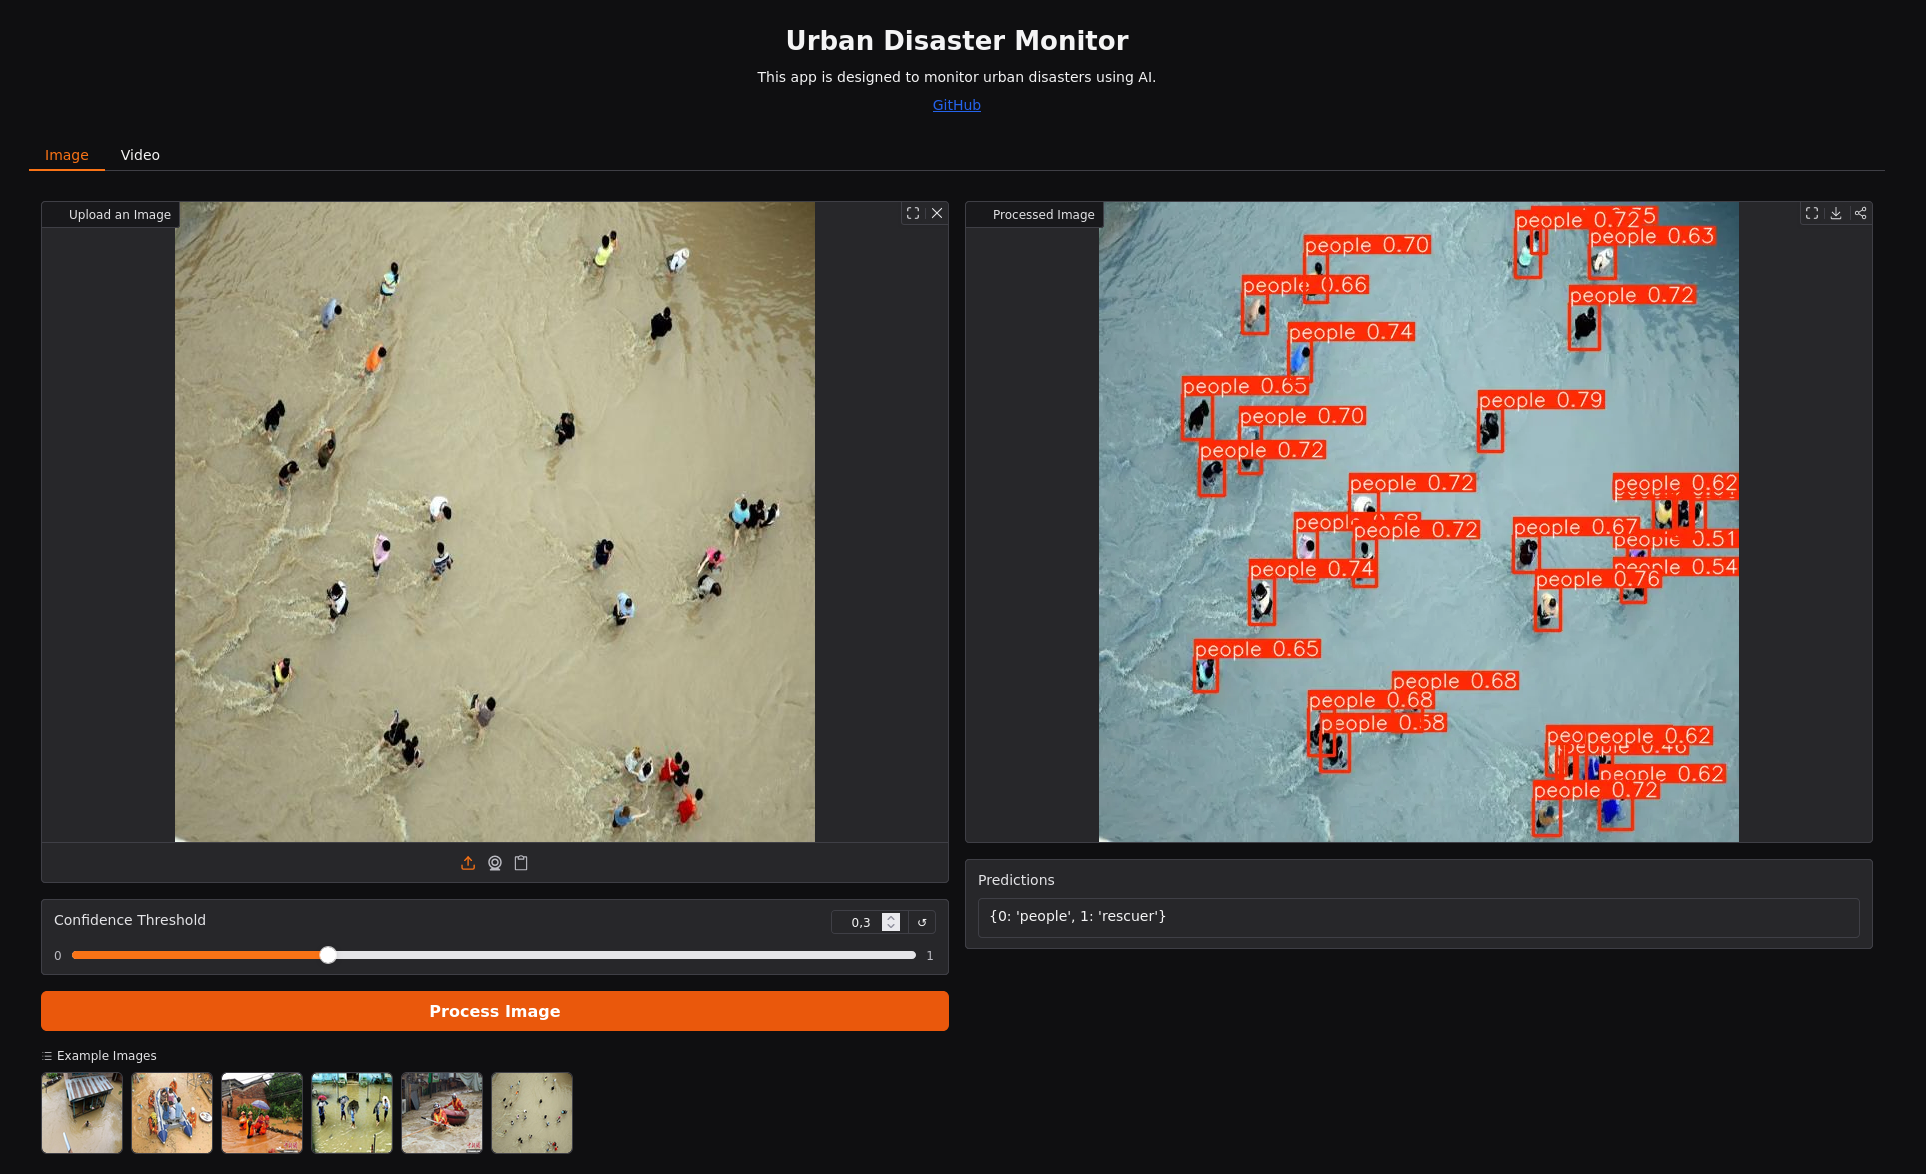 Urban Disaster Monitor
This app is designed to monitor urban disasters using AI.
GitHub
Image
Video
Upload an Image
Processed Image
people 0.72
people 0.70
people 0.63
people 0.66
people 0.72
people 0.74
people 0.65
people 0.79
people 0.70
people 0.72
people 0.72
people 0.62
people 0.68
people 0.72
people 0.67
people 0.51
people 0.74
people 0.54
people 0.76
people 0.65
people 0.68
people 0.68
people 0.58
people 0.62
people 0.46
people 0.62
people 0.72
Predictions
{0: 'people', 1: 'rescuer'}
Confidence Threshold
0,3
0
1
Process Image
Example Images